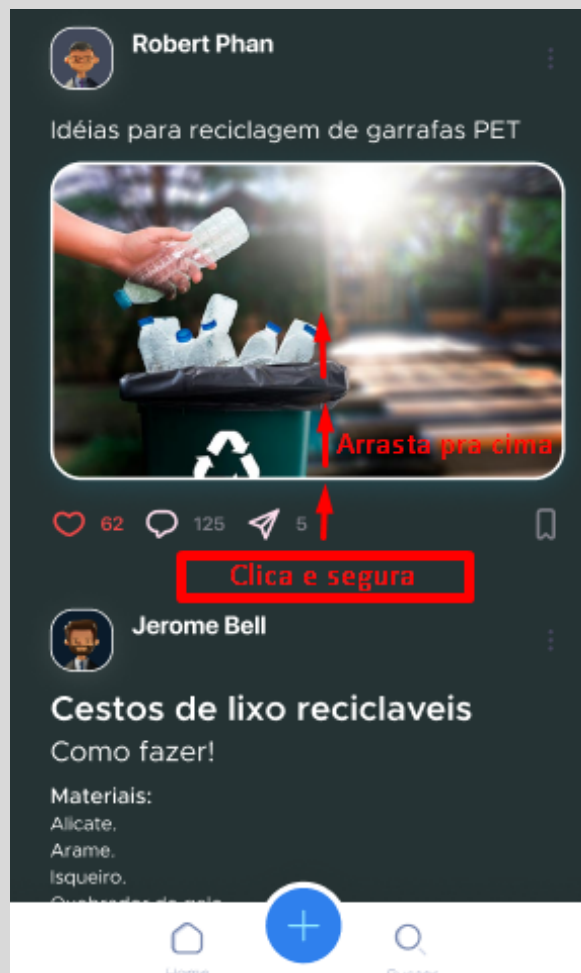 Robert Phan
Idéias para reciclagem de garrafas PET
Arrasta pra cima
62 125 5
Clica e segura
Jerome Bell
Cestos de lixo reciclaveis
Como fazer!
Materiais:
Alicate.
Arame.
Isqueiro.